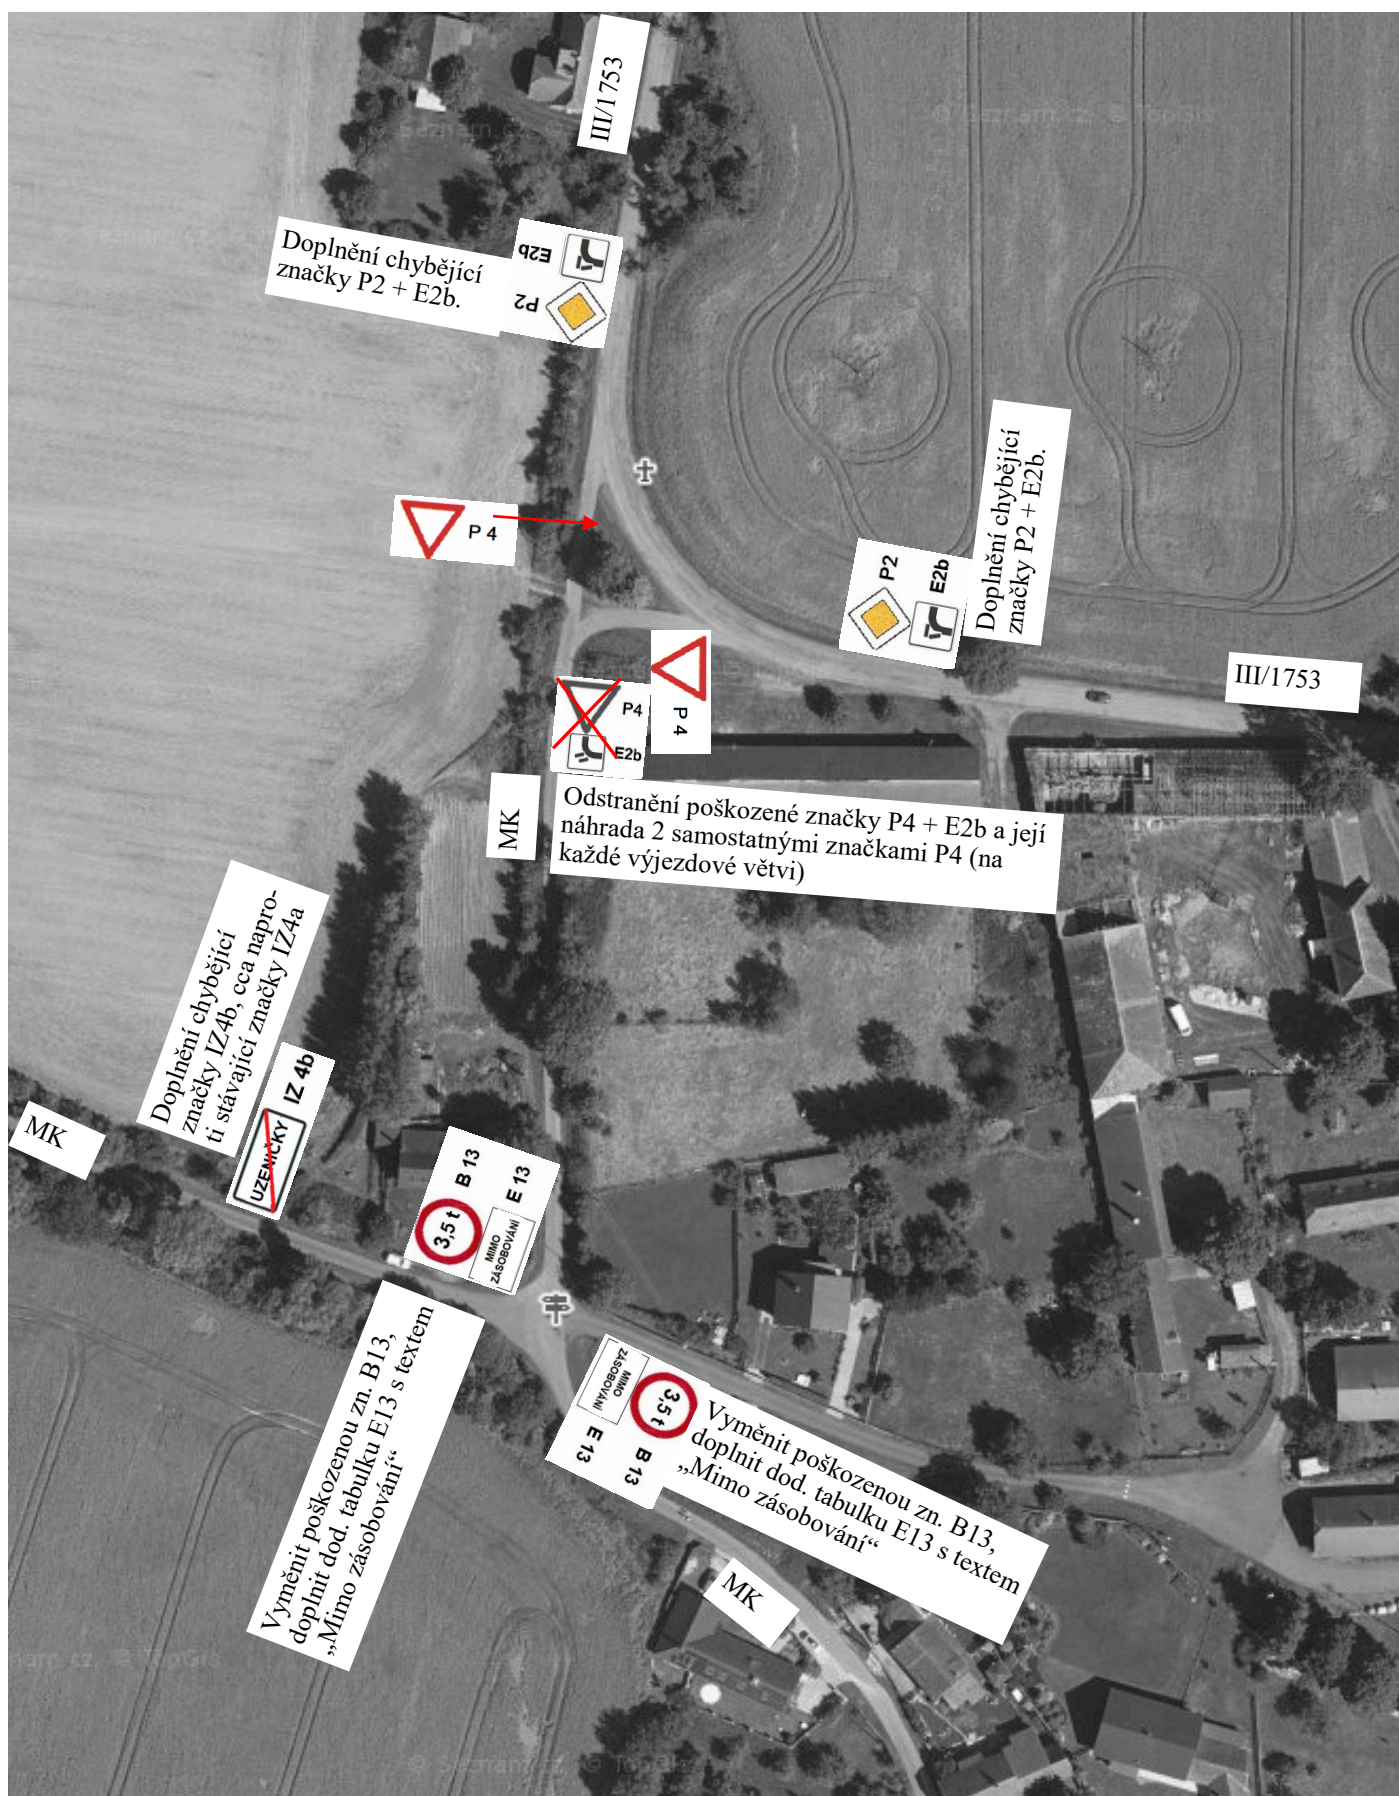 III/1753
Doplnění chybějící
značky P2 + E2b.
E2b
P2
Doplnění chybějící
značky P2 + E2b.
P2
E2b
P 4
III/1753
P4
E2b
P 4
MK
Odstranění poškozené značky P4 + E2b a její
náhrada 2 samostatnými značkami P4 (na
každé výjezdové větvi)
Doplnění chybějící
značky IZ4b, cca napro-
ti stávající značky IZ4a
UZENIČKY
IZ 4b
MK
3,5 t
B 13
MIMO
ZÁSOBOVÁNÍ
E 13
Vyměnit poškozenou zn. B13,
doplnit dod. tabulku E13 s textem
„Mimo zásobování“
MIMO
ZÁSOBOVÁNÍ
E 13
3,5 t
B 13
Vyměnit poškozenou zn. B13,
doplnit dod. tabulku E13 s textem
„Mimo zásobování“
MK